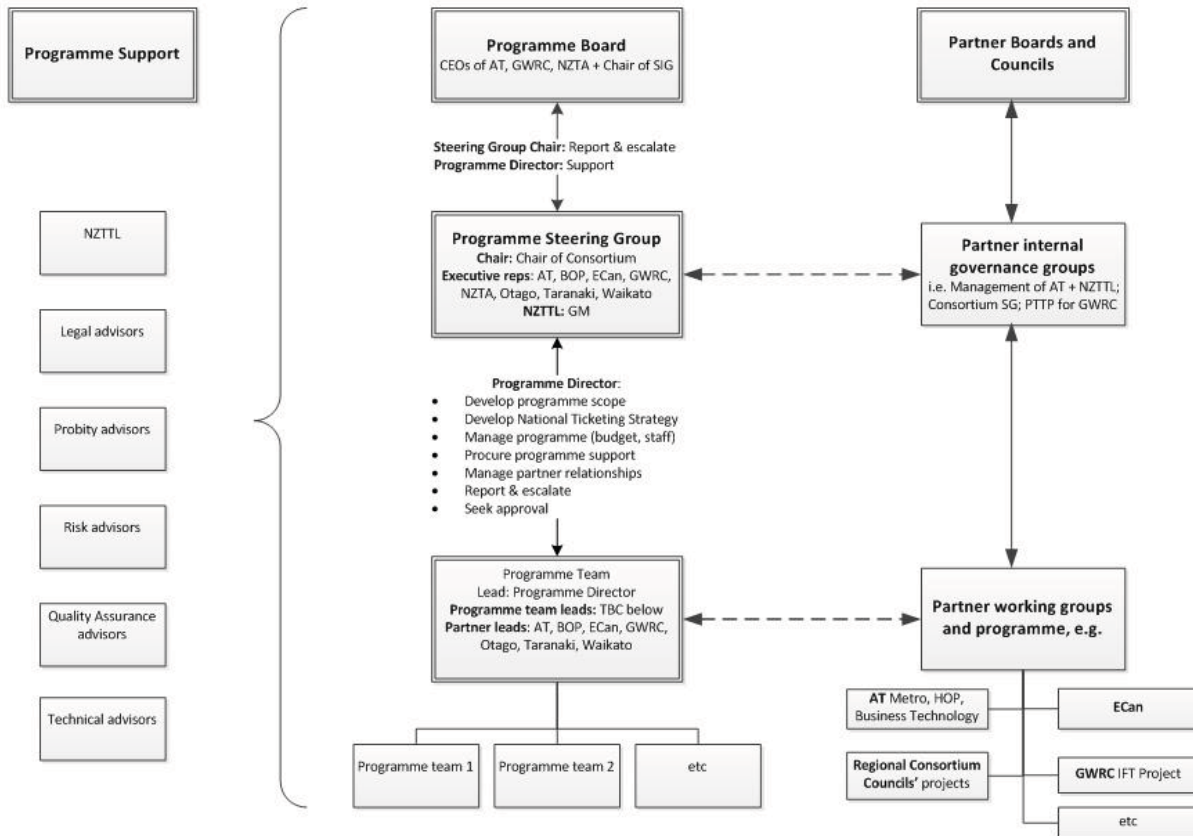 Programme Support
NZTTL
Legal advisors
Probity advisors
Risk advisors
Quality Assurance
advisors
Technical advisors
Programme Board
CEOs of AT, GWRC, NZTA + Chair of SIG
Steering Group Chair: Report & escalate
Programme Director: Support
Programme Steering Group
Chair: Chair of Consortium
Executive reps: AT, BOP, ECan, GWRC,
NZTA, Otago, Taranaki, Waikato
NZTTL: GM
Programme Director:
• Develop programme scope
• Develop National Ticketing Strategy
• Manage programme (budget, staff)
• Procure programme support
• Manage partner relationships
• Report & escalate
• Seek approval
Programme Team
Lead: Programme Director
Programme team leads: TBC below
Partner leads: AT, BOP, ECan, GWRC,
Otago, Taranaki, Waikato
Programme team 1
Programme team 2
etc
Partner Boards and
Councils
Partner internal
governance groups
i.e. Management of AT + NZTTL;
Consortium SG; PTTP for GWRC
Partner working groups
and programme, e.g.
AT Metro, HOP,
Business Technology
ECan
Regional Consortium
Councils' projects
GWRC IFT Project
etc